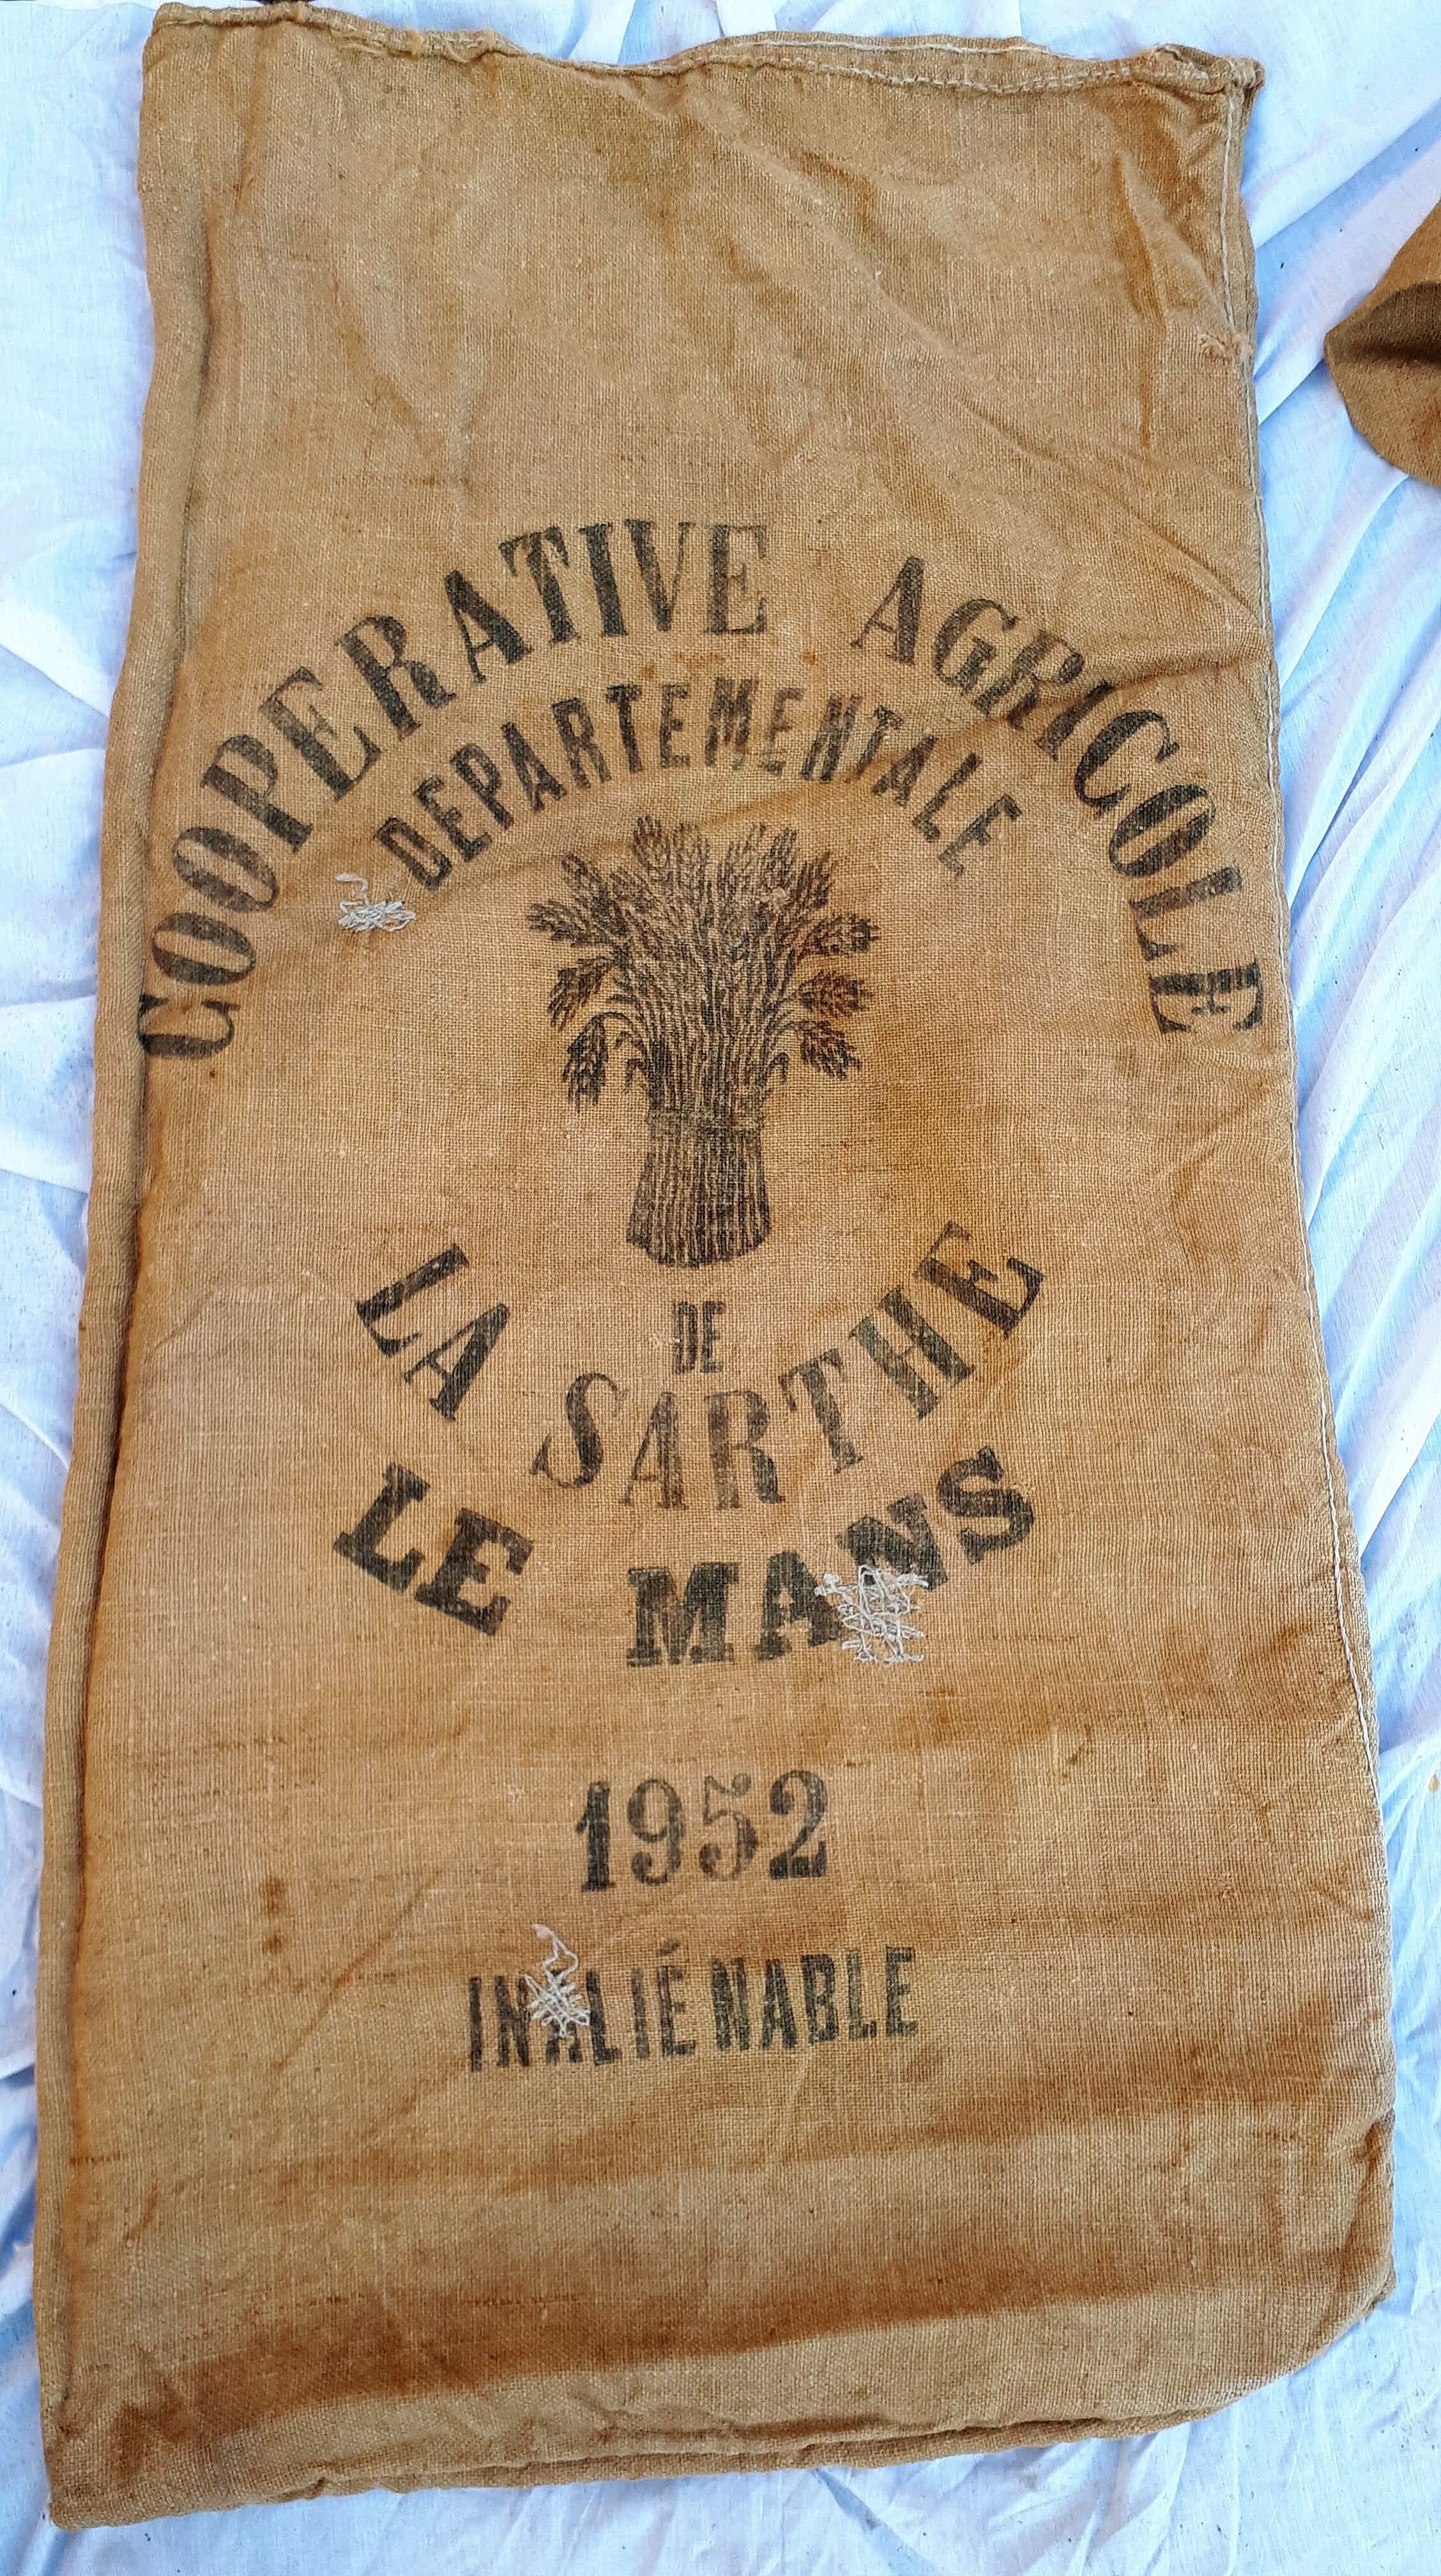 COOPERATIVE AGRICOLE
DEPARTEMENTALE
DE
LA SARTHE
LE MANS
1952
INALIÉNABLE